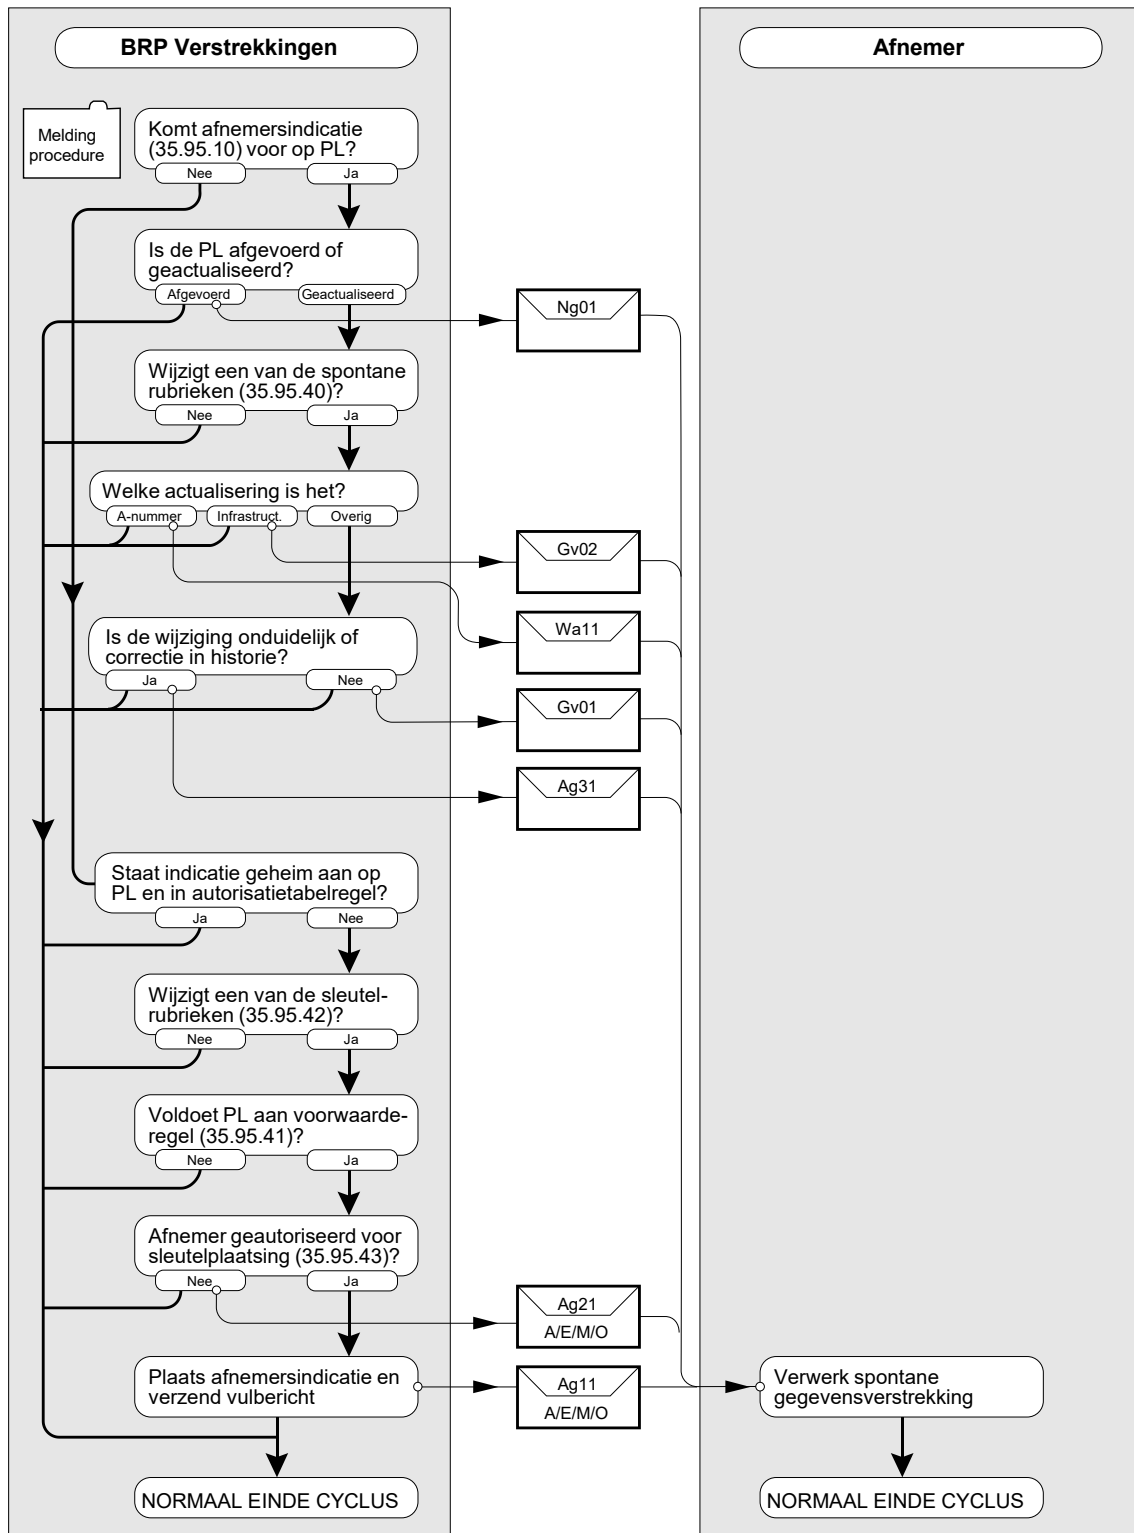 BRP Verstrekkingen
Afnemer
Melding
procedure
Komt afnemersindicatie
(35.95.10) voor op PL?
Nee
Ja
Is de PL afgevoerd of
geactualiseerd?
Afgevoerd
Geactualiseerd
Ng01
Wijzigt een van de spontane
rubrieken (35.95.40)?
Nee
Ja
Welke actualisering is het?
A-nummer
Infrastruct.
Overig
Gv02
Wa11
Is de wijziging onduidelijk of
correctie in historie?
Ja
Nee
Gv01
Ag31
Staat indicatie geheim aan op
PL en in autorisatietabelregel?
Ja
Nee
Wijzigt een van de sleutel-
rubrieken (35.95.42)?
Nee
Ja
Voldoet PL aan voorwaarde-
regel (35.95.41)?
Nee
Ja
Afnemer geautoriseerd voor
sleutelplaatsing (35.95.43)?
Nee
Ja
Ag21
A/E/M/O
Plaats afnemersindicatie en
verzend vulbericht
Ag11
A/E/M/O
Verwerk spontane
gegevensverstrekking
NORMAAL EINDE CYCLUS
NORMAAL EINDE CYCLUS